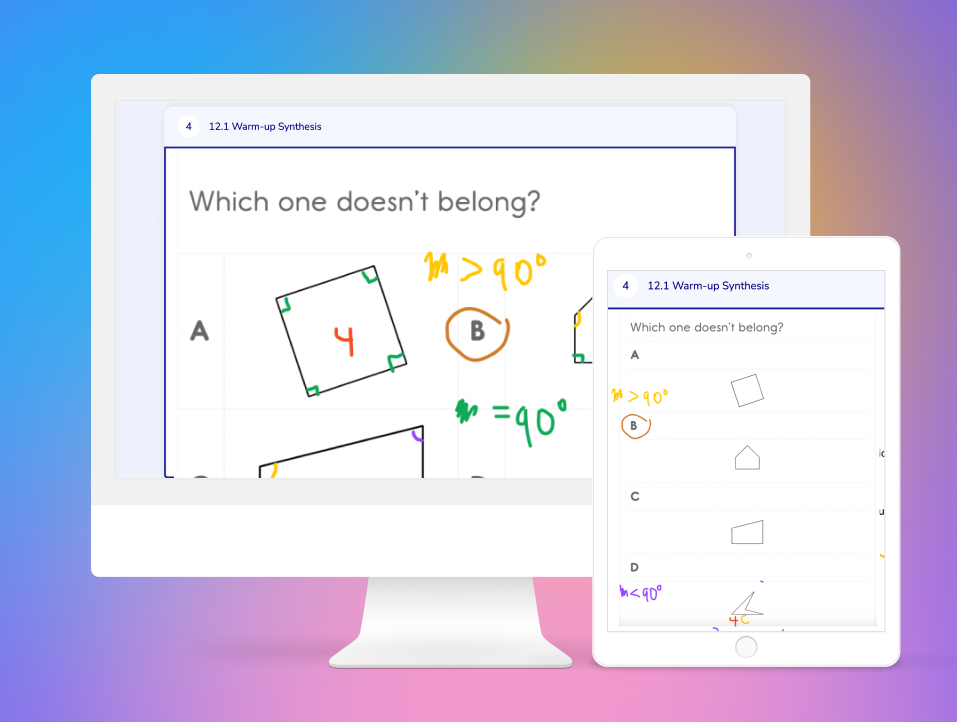 4 12.1 Warm-up Synthesis
Which one doesn't belong?
m > 90°
A
4
B
m = 90°
4 12.1 Warm-up Synthesis
Which one doesn't belong?
A
m > 90°
B
C
D
m < 90°
4